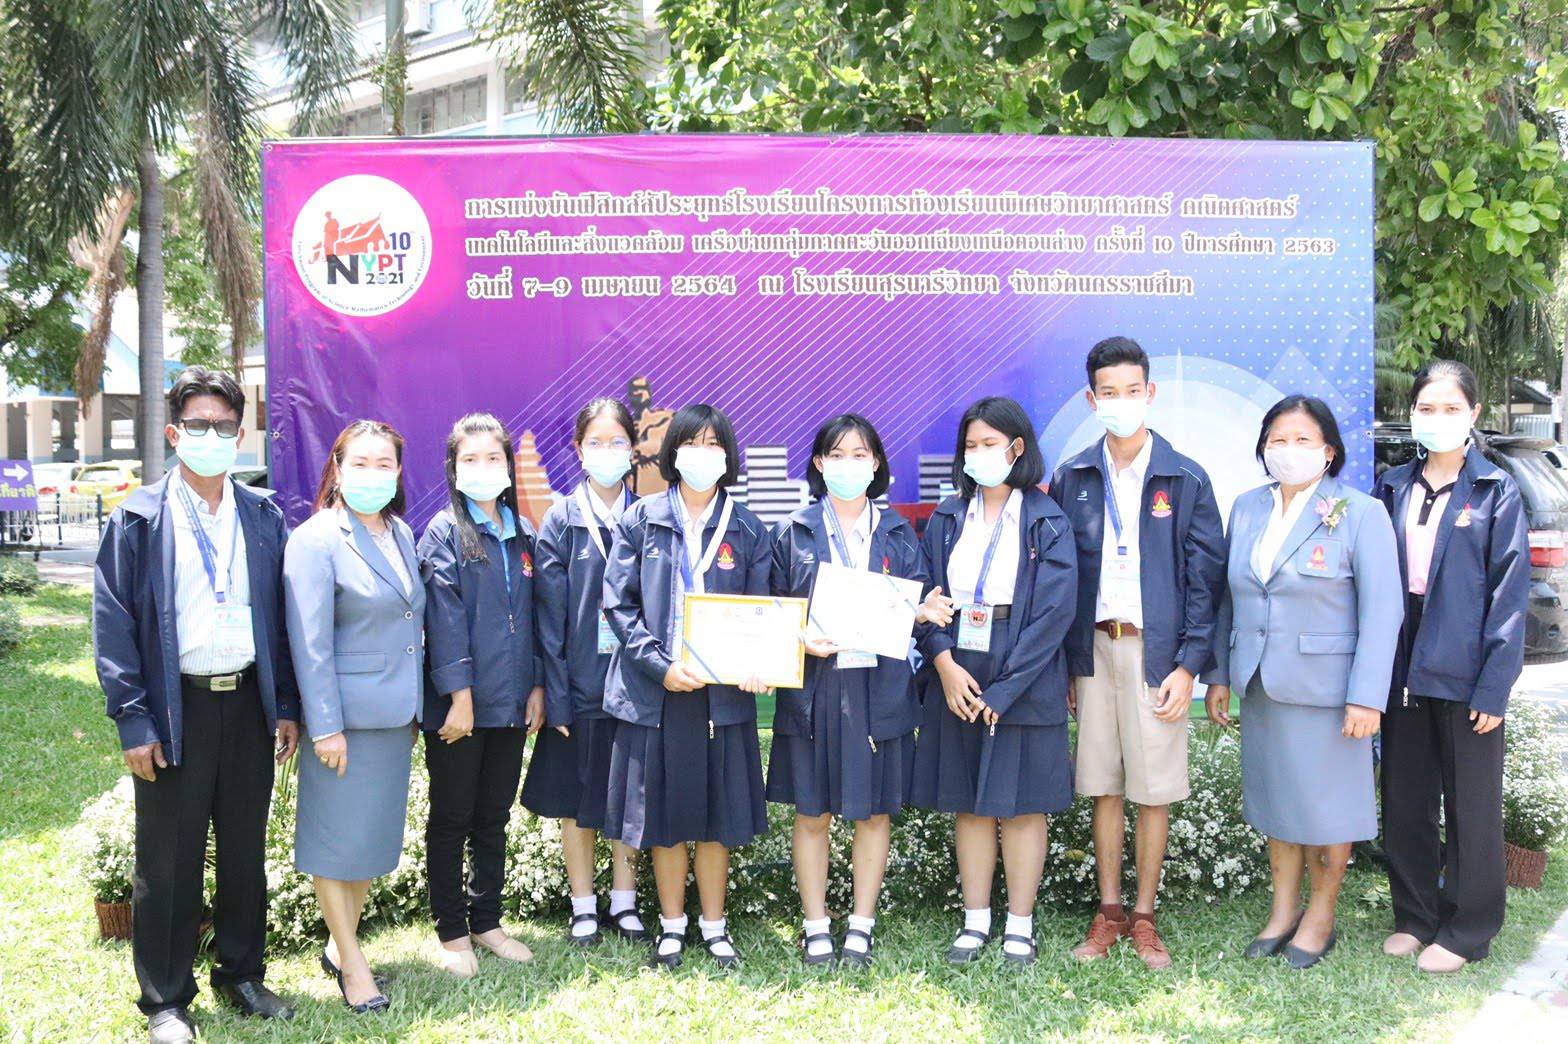 NYPT
10
2021
การแข่งขันฟิสิกส์สัประยุทธ์โรงเรียนโครงการห้องเรียนพิเศษวิทยาศาสตร์ คณิตศาสตร์
เทคโนโลยีและสิ่งแวดล้อม เครือข่ายกลุ่มภาคตะวันออกเฉียงเหนือตอนล่าง ครั้งที่ 10 ปีการศึกษา 2563
วันที่ 7-9 เมษายน 2564 ณ โรงเรียนสุรนารีวิทยา จังหวัดนครราชสีมา